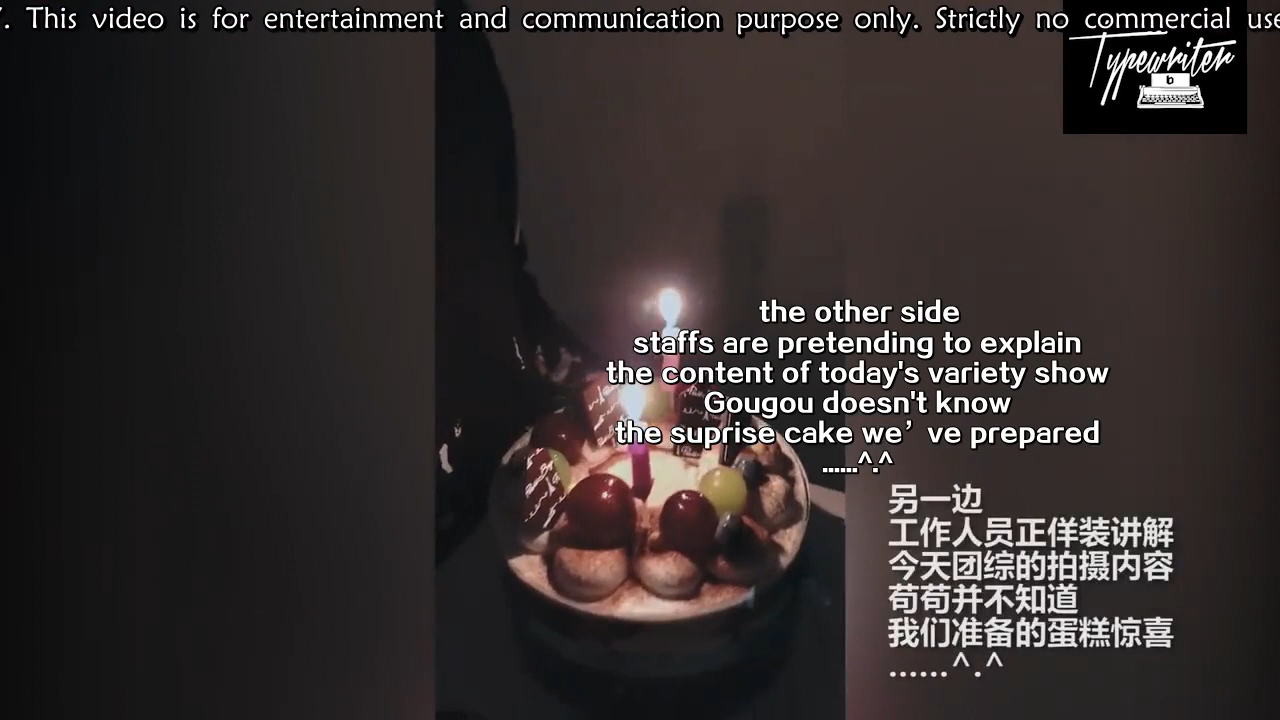 7. This video is for entertainment and communication purpose only. Strictly no commercial use
Typewriter
b
the other side
staffs are pretending to explain
the content of today's variety show
Gougou doesn't know
the suprise cake we’ve prepared
......^.^
另一边
工作人员正佯装讲解
今天团综的拍摄内容
苟苟并不知道
我们准备的蛋糕惊喜
......^.^